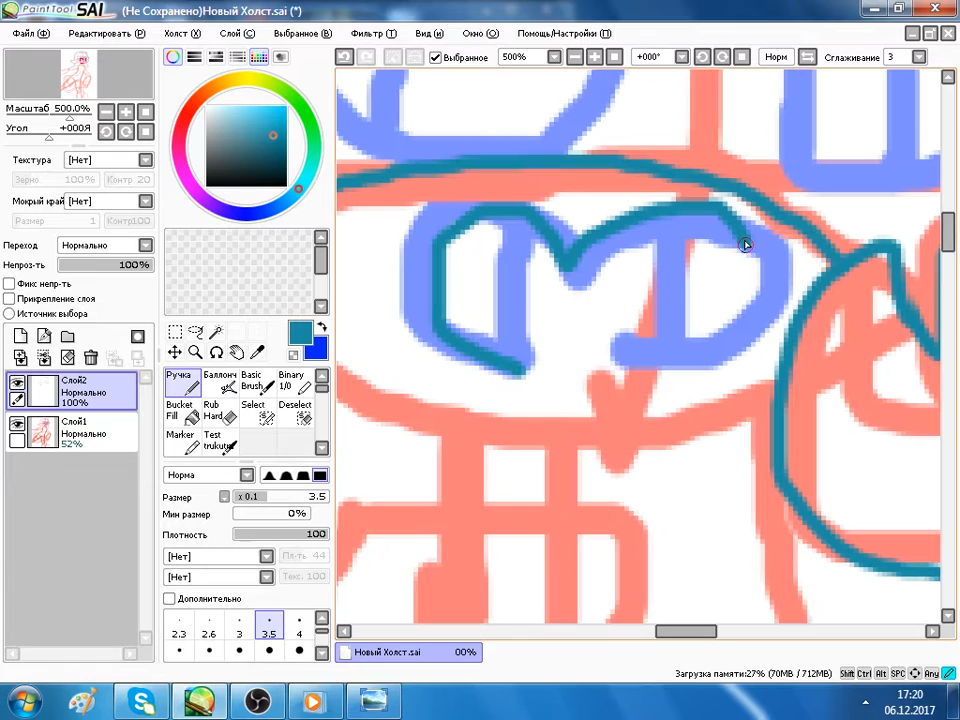 PaintTool SAI (Не Сохранено)Новый Холст.sai (*)
Файл (Ф) Редактировать (Р) Холст (X) Слой (С) Выбранное (В) Фильтр (Т) Вид (и) Окно (О) Помощь/Настройки (П)
Выбранное 500% +000° Норм Сглаживание 3
Масштаб 500.0%
Угол +000Я
Текстура [Нет]
Зерно 100% Контр 20
Мокрый край [Нет]
Размер 1 Контр100
Переход Нормально
Непроз-ть 100%
Фикс непр-ть
Прикрепление слоя
Источник выбора
Слой2
Нормально
100%
Слой1
Нормально
52%
Ручка Баллонч Basic Brush Binary 1/0
Bucket Fill Rub Hard Select Deselect
Marker Test trukutu
Норма
Размер x 0.1 3.5
Мин размер 0%
Плотность 100
[Нет] Пл-ть 44
[Нет] Текс. 100
Дополнительно
2.3 2.6 3 3.5 4
Новый Холст.sai 00%
Загрузка памяти:27% (70MB / 712MB) Shift Ctrl Alt SPC Any
17:20
06.12.2017